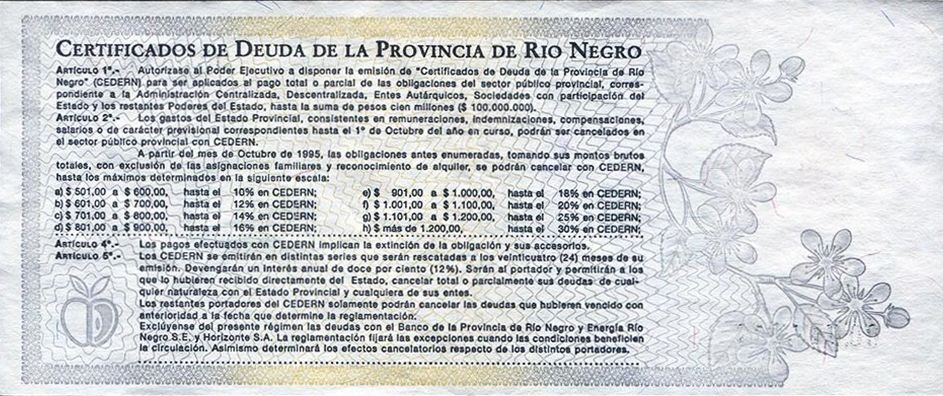 CERTIFICADOS DE DEUDA DE LA PROVINCIA DE RIO NEGRO
ARTÍCULO 1º.- Autorízase al Poder Ejecutivo a disponer la emisión de "Certificados de Deuda de la Provincia de Río
Negro" (CEDERN) para ser aplicados al pago total o parcial de las obligaciones del sector público provincial, corres-
pondiente a la Administración Centralizada, Descentralizada, Entes Autárquicos, Sociedades con participación del
Estado y los restantes Poderes del Estado, hasta la suma de pesos cien millones ($ 100.000.000).
ARTÍCULO 2º.- Los gastos del Estado Provincial, consistentes en remuneraciones, indemnizaciones, compensaciones,
salarios o de carácter previsional correspondientes hasta el 1º de Octubre del año en curso, podrán ser cancelados en
el sector público provincial con CEDERN.
A partir del mes de Octubre de 1995, las obligaciones antes enumeradas, tomando sus montos brutos
totales, con exclusión de las asignaciones familiares y reconocimiento de alquiler, se podrán cancelar con CEDERN,
hasta los máximos determinados en la siguiente escala:
a) $ 501,00 a $ 600,00, hasta el 10% en CEDERN; e) $ 901,00 a $ 1.000,00, hasta el 18% en CEDERN;
b) $ 601,00 a $ 700,00, hasta el 12% en CEDERN; f) $ 1.001,00 a $ 1.100,00, hasta el 20% en CEDERN;
c) $ 701,00 a $ 800,00, hasta el 14% en CEDERN; g) $ 1.101,00 a $ 1.200,00, hasta el 25% en CEDERN;
d) $ 801,00 a $ 900,00, hasta el 16% en CEDERN; h) $ más de 1.200,00, hasta el 30% en CEDERN;
ARTÍCULO 4º.- Los pagos efectuados con CEDERN implican la extinción de la obligación y sus accesorios.
ARTÍCULO 5º.- Los CEDERN se emitirán en distintas series que serán rescatadas a los veinticuatro (24) meses de su
emisión. Devengarán un interés anual de doce por ciento (12%). Serán al portador y permitirán a los
que lo hubieren recibido directamente del Estado, cancelar total o parcialmente sus deudas de cual-
quier naturaleza con el Estado Provincial y cualquiera de sus entes.
Los restantes portadores del CEDERN solamente podrán cancelar las deudas que hubieren vencido con
anterioridad a la fecha que determine la reglamentación.
Exclúyense del presente régimen las deudas con el Banco de la Provincia de Río Negro y Energía Río
Negro S.E. y Horizonte S.A. La reglamentación fijará las excepciones cuando las condiciones beneficien
la circulación. Asimismo determinará los efectos cancelatorios respecto de los distintos portadores.